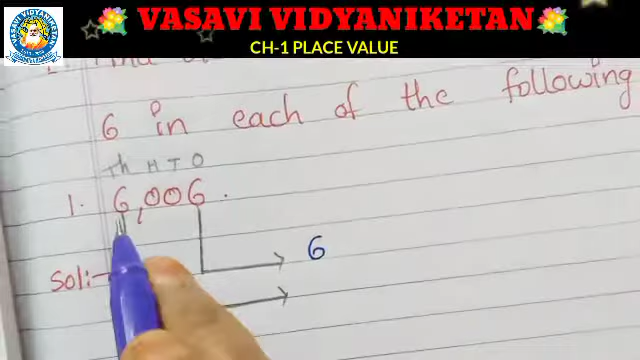 VASAVI VIDYANIKETAN
CH-1 PLACE VALUE
6 in each of the following
Th H T O
1. 6,006.
6
Sol:-